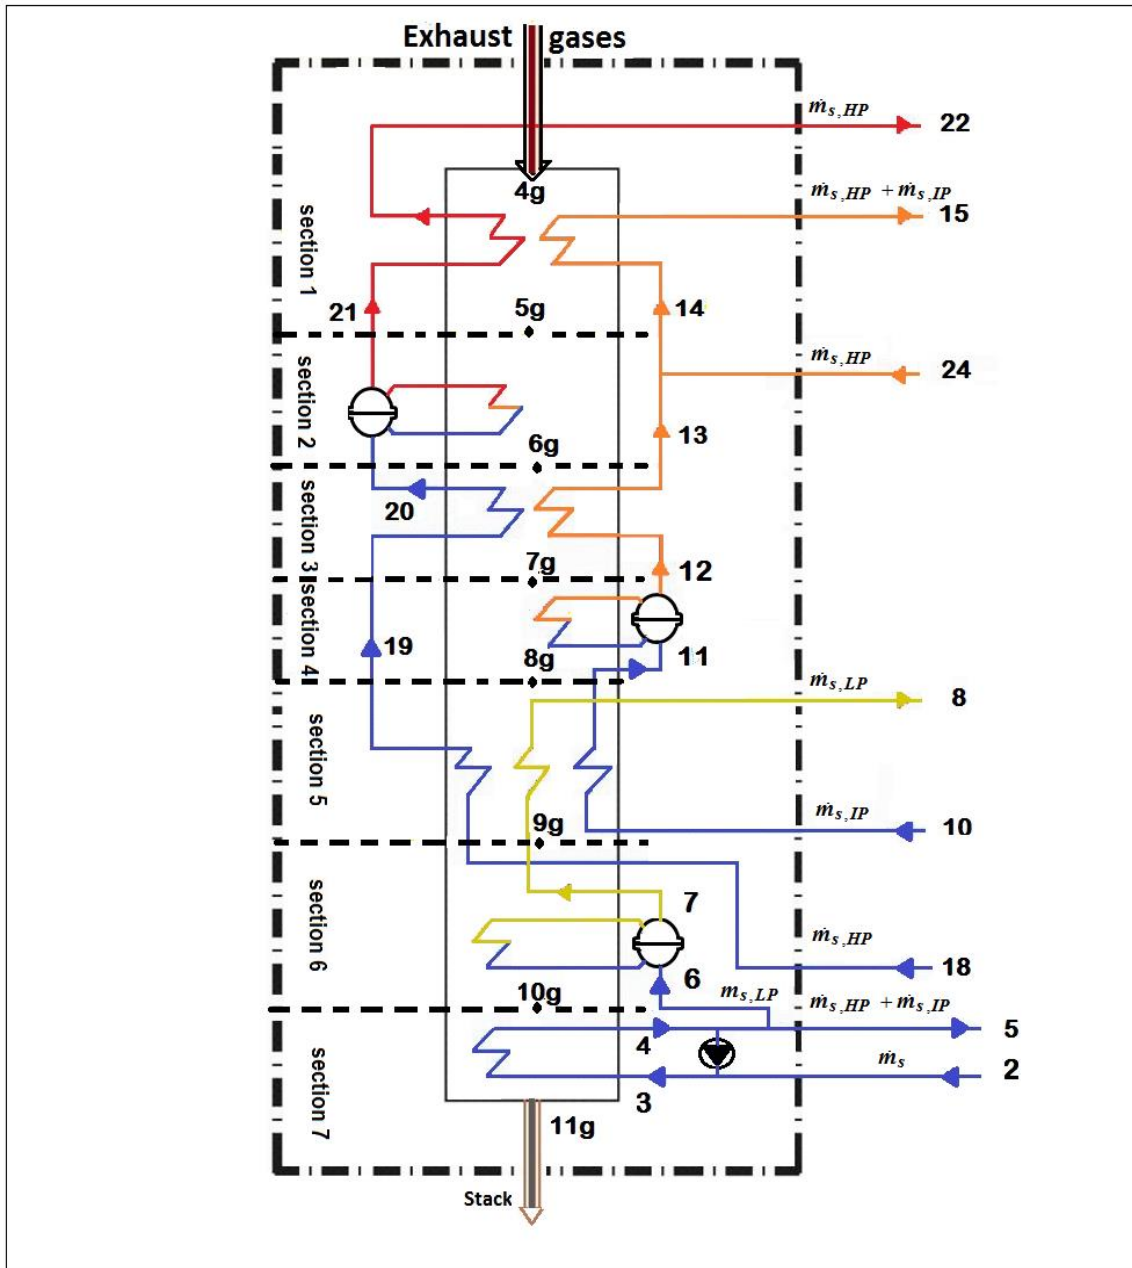 Exhaust gases
ṁs,HP
22
4g
ṁs,HP + ṁs,IP
15
section 1
21
5g
14
ṁs,HP
24
section 2
13
6g
20
section 3
7g
12
section 4
19
11
8g
ṁs,LP
8
section 5
ṁs,IP
10
9g
section 6
7
ṁs,HP
18
6
10g
ms,LP
ṁs,HP + ṁs,IP
5
4
ṁs
2
3
section 7
11g
Stack